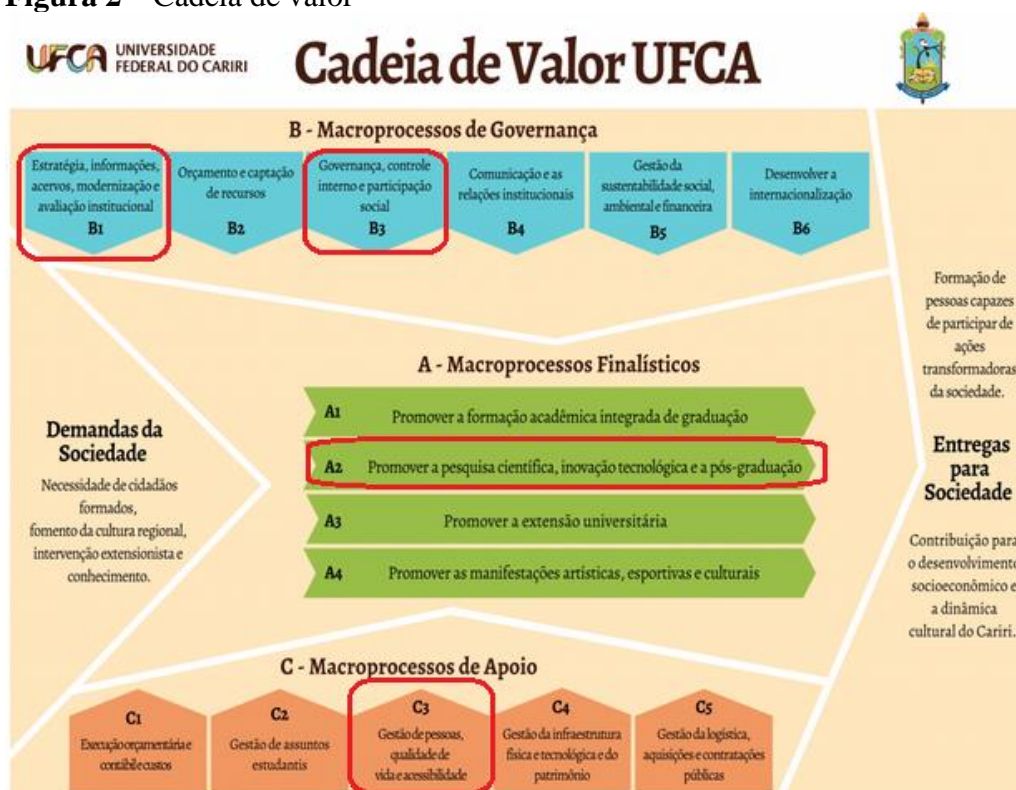 Figura 2 – Cadeia de valor
UFCA UNIVERSIDADE
FEDERAL DO CARIRI
Cadeia de Valor UFCA
B - Macroprocessos de Governança
Estratégia, informações,
acervos, modernização e
avaliação institucional
B1
Orçamento e captação
de recursos
B2
Governança, controle
interno e participação
social
B3
Comunicação e as
relações institucionais
B4
Gestão da
sustentabilidade social,
ambiental e financeira
B5
Desenvolver a
internacionalização
B6
Demandas da
Sociedade
Necessidade de cidadãos
formados,
fomento da cultura regional,
intervenção extensionista e
conhecimento.
A - Macroprocessos Finalísticos
A1 Promover a formação acadêmica integrada de graduação
A2 Promover a pesquisa científica, inovação tecnológica e a pós-graduação
A3 Promover a extensão universitária
A4 Promover as manifestações artísticas, esportivas e culturais
Formação de
pessoas capazes
de participar de
ações
transformadoras
da sociedade.
Entregas
para
Sociedade
Contribuição para
o desenvolvimento
socioeconômico e
a dinâmica
cultural do Cariri.
C - Macroprocessos de Apoio
C1
Execução orçamentária e
contábil e custos
C2
Gestão de assuntos
estudantis
C3
Gestão de pessoas,
qualidade de
vida e acessibilidade
C4
Gestão da infraestrutura
física e tecnológica e do
patrimônio
C5
Gestão da logística,
aquisições e contratações
públicas